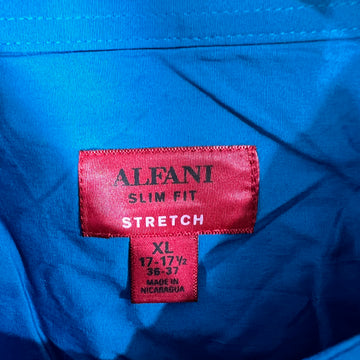 ALFANI
SLIM FIT
STRETCH
XL
17-17½
36-37
MADE IN
NICARAGUA